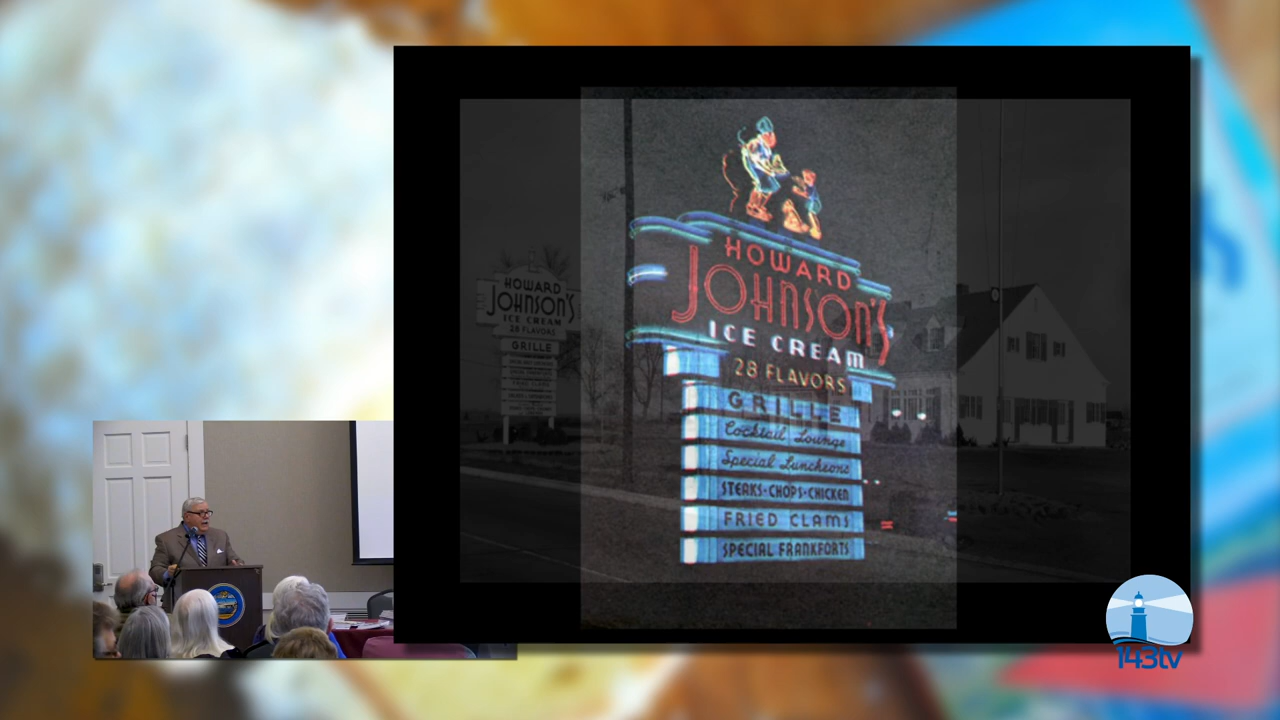 HOWARD
JOHNSON'S
ICE CREAM
28 FLAVORS
GRILLE
HOWARD
JOHNSON'S
ICE CREAM
28 FLAVORS
GRILLE
Cocktail Lounge
Special Luncheons
STEAKS-CHOPS-CHICKEN
FRIED CLAMS
SPECIAL FRANKFORTS
143tv